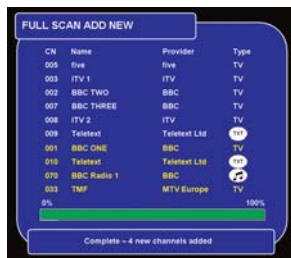 FULL SCAN ADD NEW
CN Name Provider Type
005 five five TV
003 ITV 1 ITV TV
002 BBC TWO BBC TV
007 BBC THREE BBC TV
008 ITV 2 ITV TV
009 Teletext Teletext Ltd TXT
001 BBC ONE BBC TV
010 Teletext Teletext Ltd TXT
070 BBC Radio 1 BBC
033 TMF MTV Europe TV
0% 100%
Complete – 4 new channels added